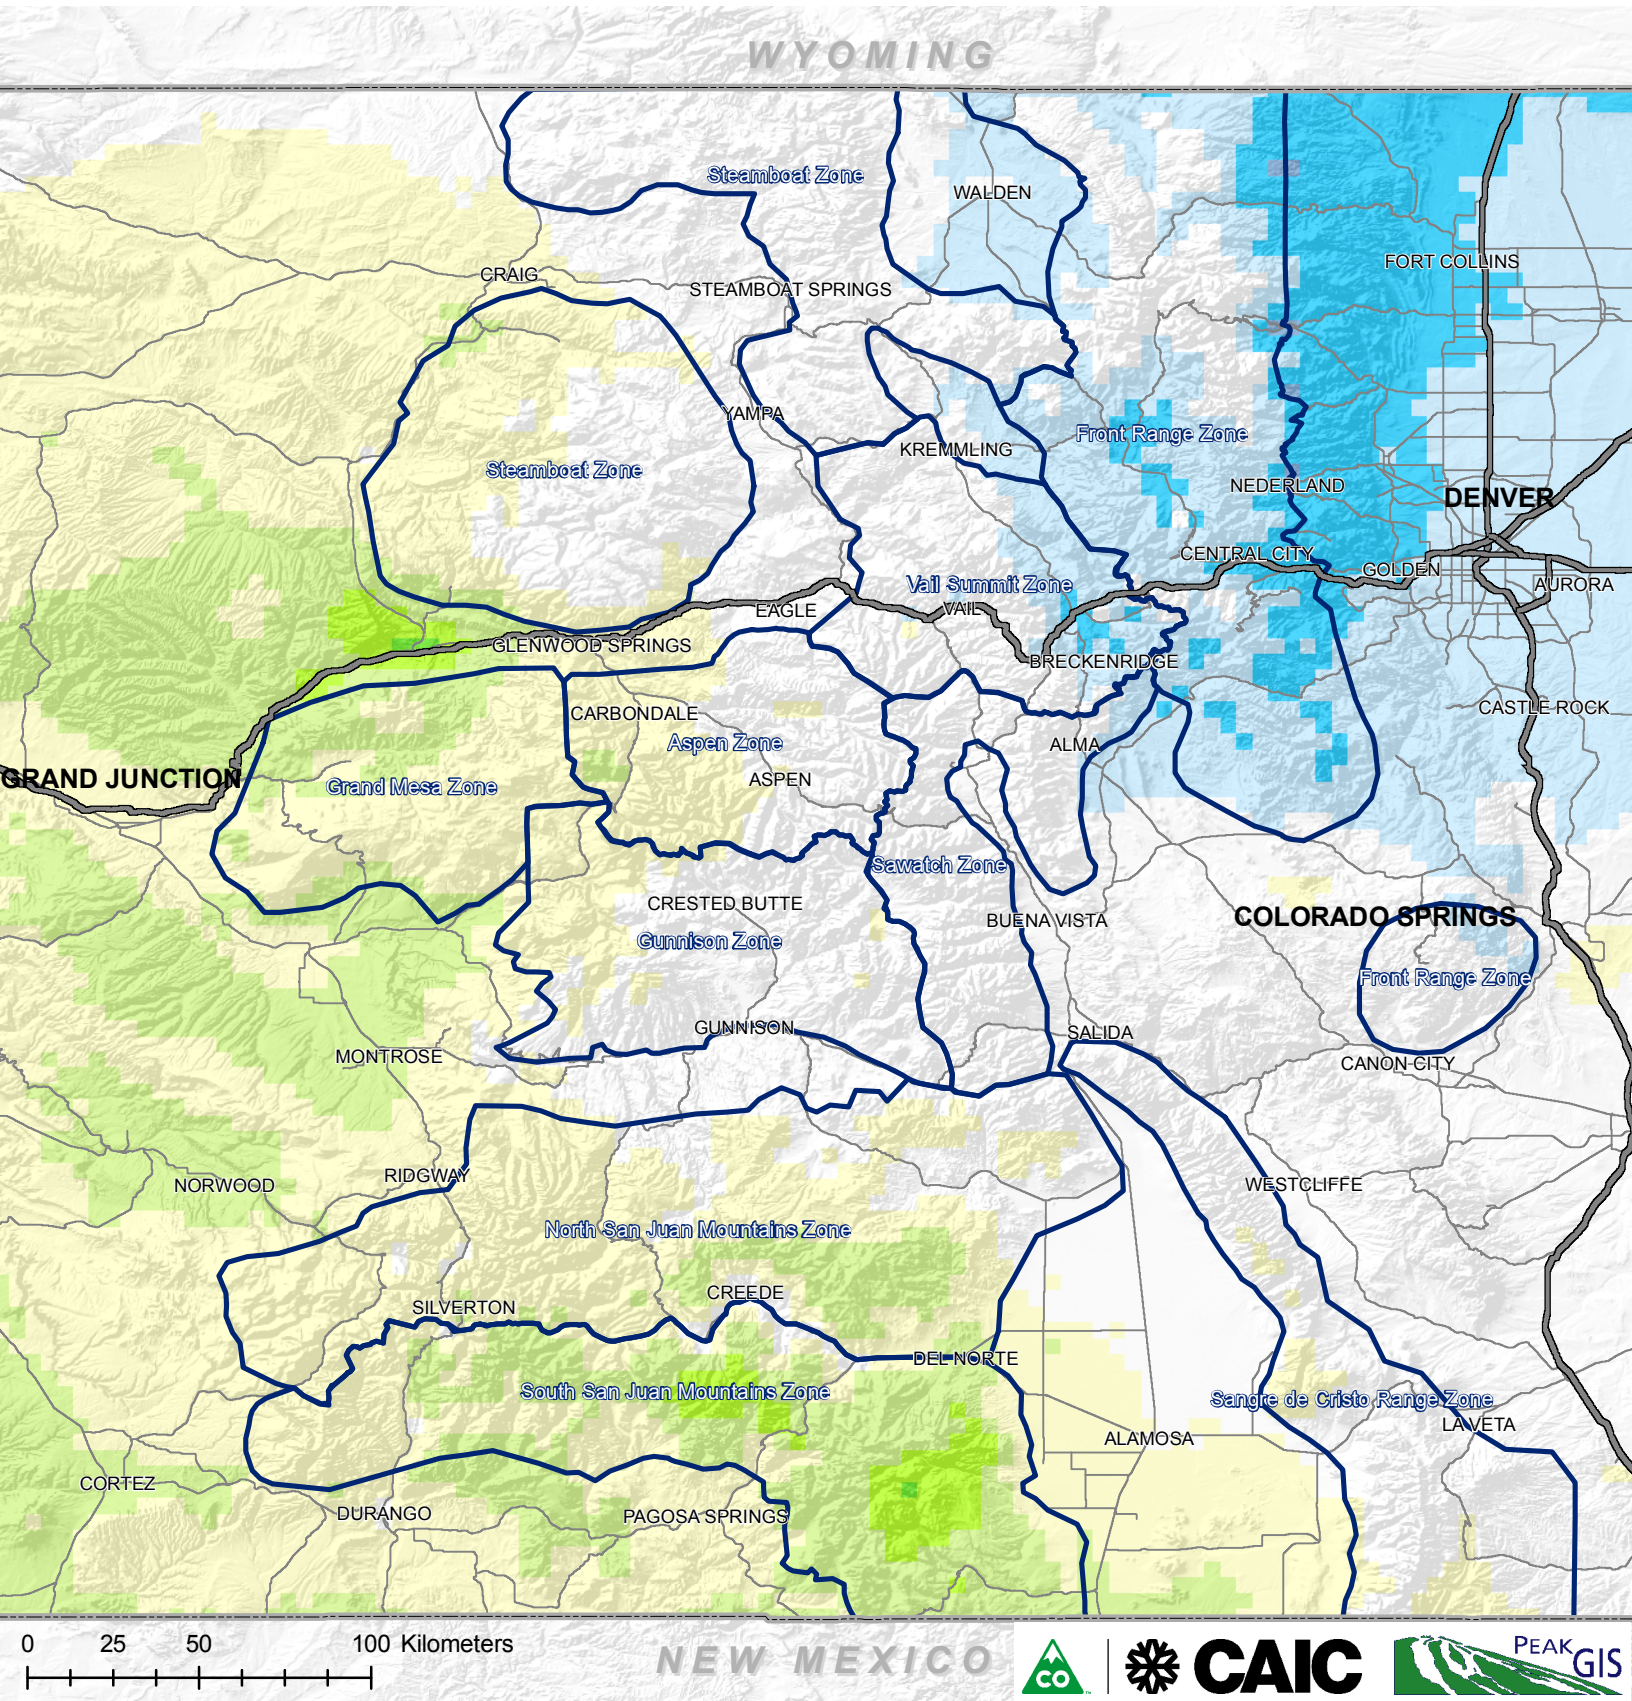 WYOMING
Steamboat Zone
WALDEN
FORT COLLINS
CRAIG
STEAMBOAT SPRINGS
YAMPA
Front Range Zone
KREMMLING
Steamboat Zone
NEDERLAND
DENVER
CENTRAL CITY
GOLDEN
AURORA
Vail Summit Zone
EAGLE
VAIL
GLENWOOD SPRINGS
BRECKENRIDGE
CARBONDALE
CASTLE ROCK
Aspen Zone
ALMA
GRAND JUNCTION
Grand Mesa Zone
ASPEN
Sawatch Zone
CRESTED BUTTE
BUENA VISTA
COLORADO SPRINGS
Gunnison Zone
Front Range Zone
GUNNISON
SALIDA
MONTROSE
CANON CITY
RIDGWAY
NORWOOD
WESTCLIFFE
North San Juan Mountains Zone
CREEDE
SILVERTON
DEL NORTE
South San Juan Mountains Zone
Sangre de Cristo Range Zone
LA VETA
ALAMOSA
CORTEZ
DURANGO
PAGOSA SPRINGS
0 25 50 100 Kilometers
NEW MEXICO
CO
CAIC
PEAK GIS